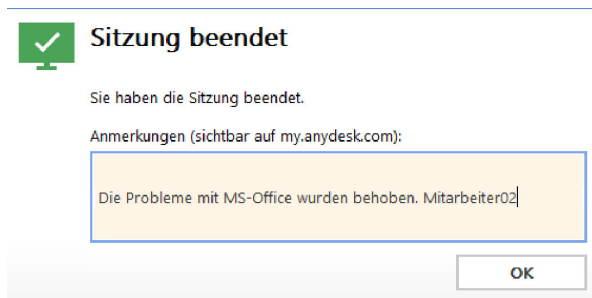 Sitzung beendet
Sie haben die Sitzung beendet.
Anmerkungen (sichtbar auf my.anydesk.com):
Die Probleme mit MS-Office wurden behoben. Mitarbeiter02
OK